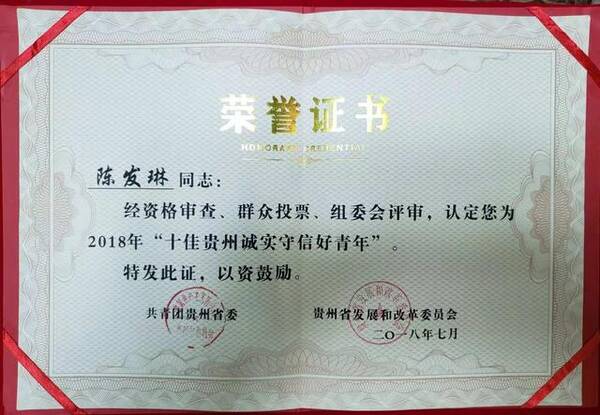 荣誉证书
HONORARY CREDENTIAL
陈发琳 同志：
经资格审查、群众投票、组委会评审，认定您为
2018年“十佳贵州诚实守信好青年”。
特发此证，以资鼓励。
共青团贵州省委 贵州省发展和改革委员会
二〇一八年七月